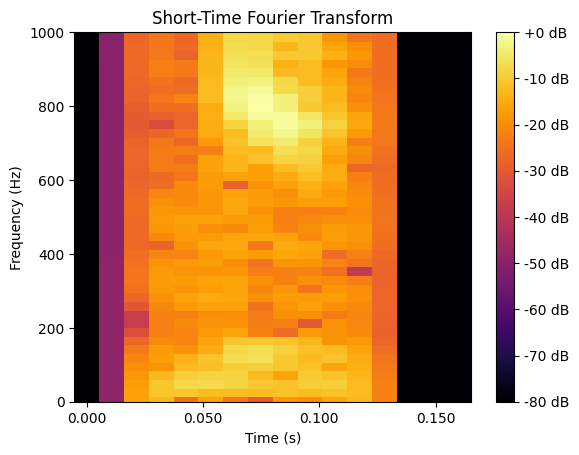 Short-Time Fourier Transform
1000
800
600
400
200
0
Frequency (Hz)
0.000
0.050
0.100
0.150
Time (s)
+0 dB
-10 dB
-20 dB
-30 dB
-40 dB
-50 dB
-60 dB
-70 dB
-80 dB